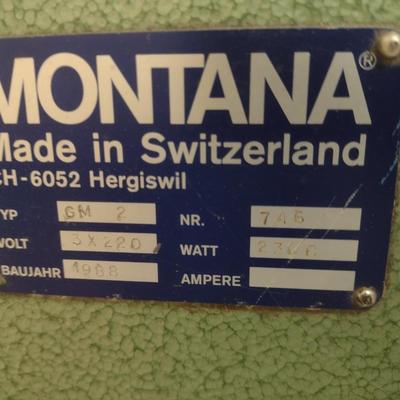 MONTANA®
Made in Switzerland
CH-6052 Hergiswil
TYP GM 2 NR. 746
VOLT 3X220 WATT
BAUJAHR 1988 AMPERE